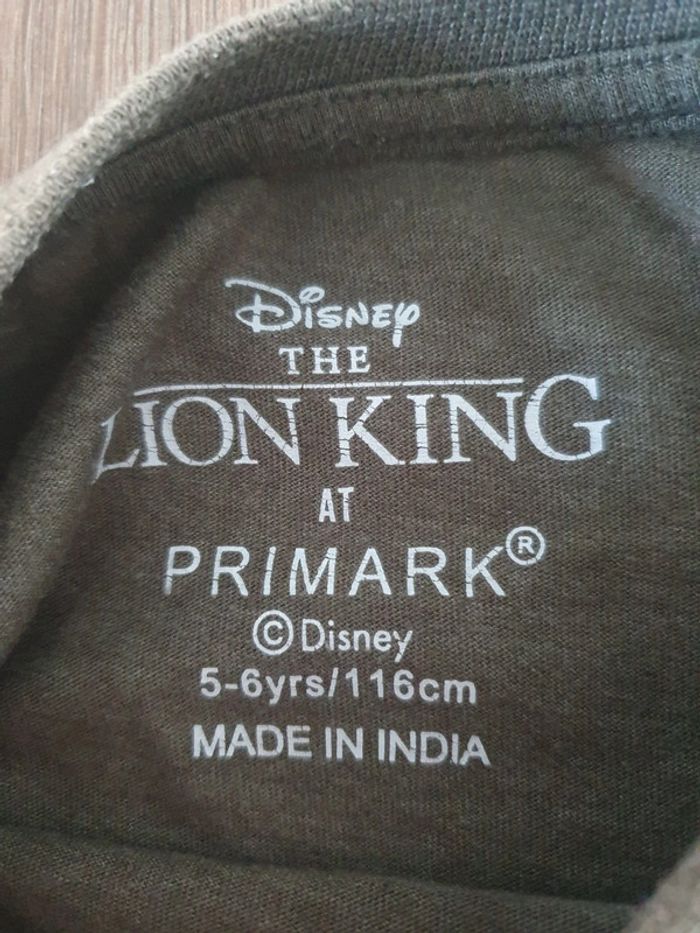 Disney
THE
LION KING
AT
PRIMARK®
©Disney
5-6yrs/116cm
MADE IN INDIA